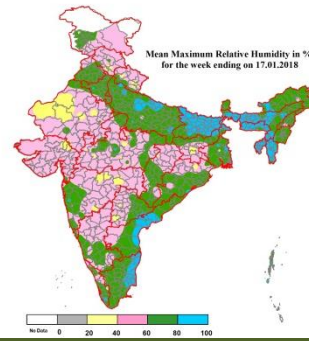 Mean Maximum Relative Humidity in %
for the week ending on 17.01.2018
No Data 0 20 40 60 80 100